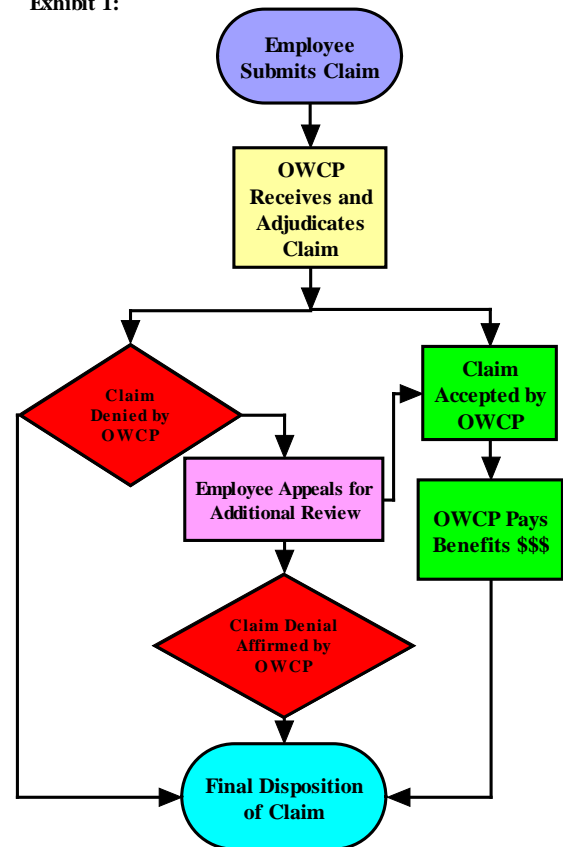 Exhibit 1:
Employee
Submits Claim
OWCP
Receives and
Adjudicates
Claim
Claim
Denied by
OWCP
Claim
Accepted by
OWCP
Employee Appeals for
Additional Review
OWCP Pays
Benefits $$$
Claim Denial
Affirmed by
OWCP
Final Disposition
of Claim